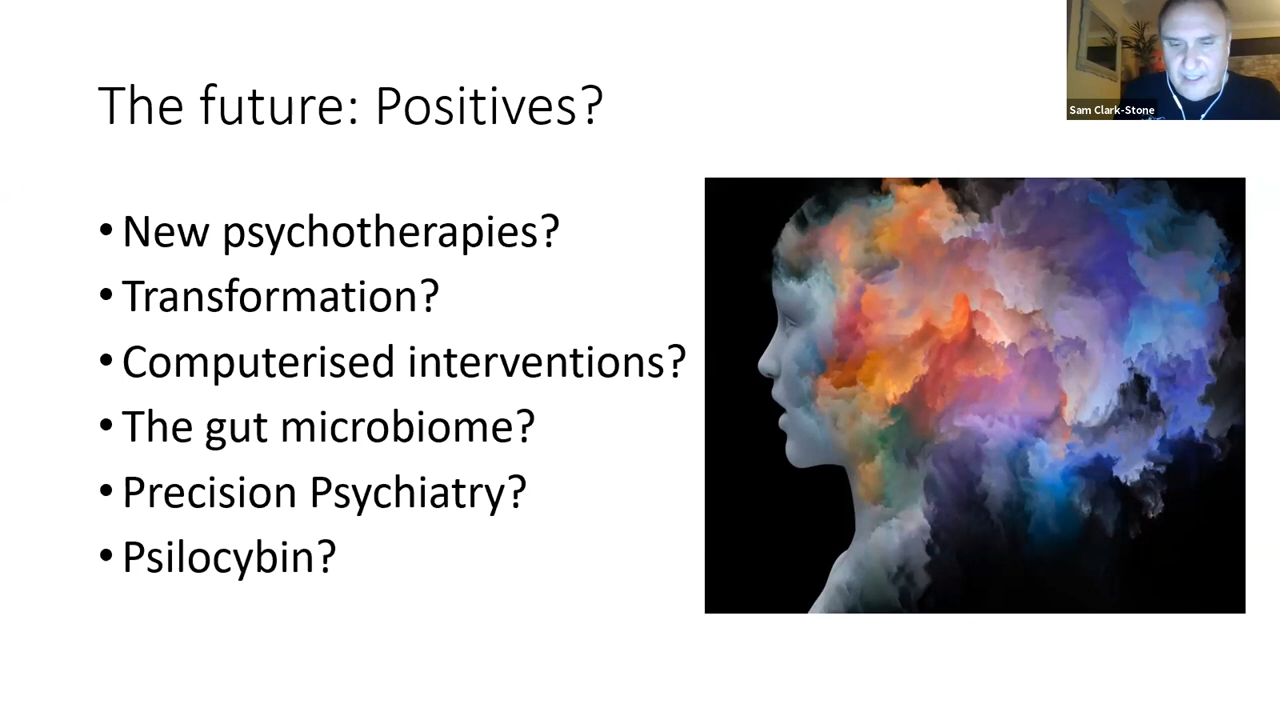 The future: Positives?
Sam Clark-Stone
• New psychotherapies?
• Transformation?
• Computerised interventions?
• The gut microbiome?
• Precision Psychiatry?
• Psilocybin?